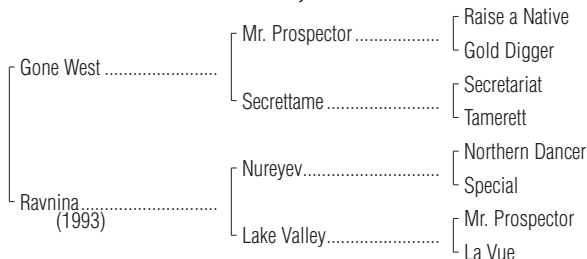 Raise a Native
Mr. Prospector ....................
Gold Digger
Gone West ..........................
Secretariat
Secrettame ..........................
Tamerett
Northern Dancer
Nureyev................................
Special
Ravnina................................
(1993)
Mr. Prospector
Lake Valley..........................
La Vue